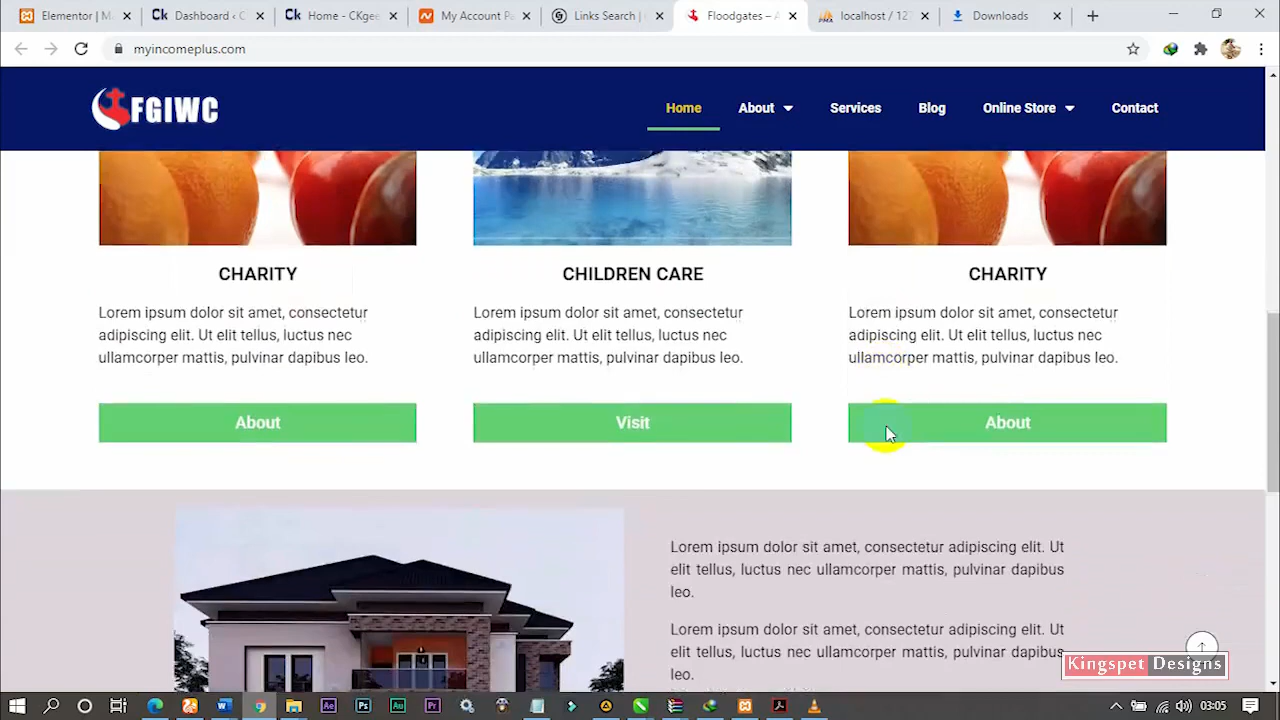 Elementor | M
Dashboard < C
Home - CKgee
My Account P
Links Search | 
Floodgates – A
localhost / 127
Downloads
myincomeplus.com
FGIWC
Home
About
Services
Blog
Online Store
Contact
CHARITY
Lorem ipsum dolor sit amet, consectetur
adipiscing elit. Ut elit tellus, luctus nec
ullamcorper mattis, pulvinar dapibus leo.
About
CHILDREN CARE
Lorem ipsum dolor sit amet, consectetur
adipiscing elit. Ut elit tellus, luctus nec
ullamcorper mattis, pulvinar dapibus leo.
Visit
CHARITY
Lorem ipsum dolor sit amet, consectetur
adipiscing elit. Ut elit tellus, luctus nec
ullamcorper mattis, pulvinar dapibus leo.
About
Lorem ipsum dolor sit amet, consectetur adipiscing elit. Ut
elit tellus, luctus nec ullamcorper mattis, pulvinar dapibus
leo.
Lorem ipsum dolor sit amet, consectetur adipiscing elit. Ut
elit tellus, luctus nec ullamcorper mattis, pulvinar dapibus
leo.
Kingspet Designs
03:05